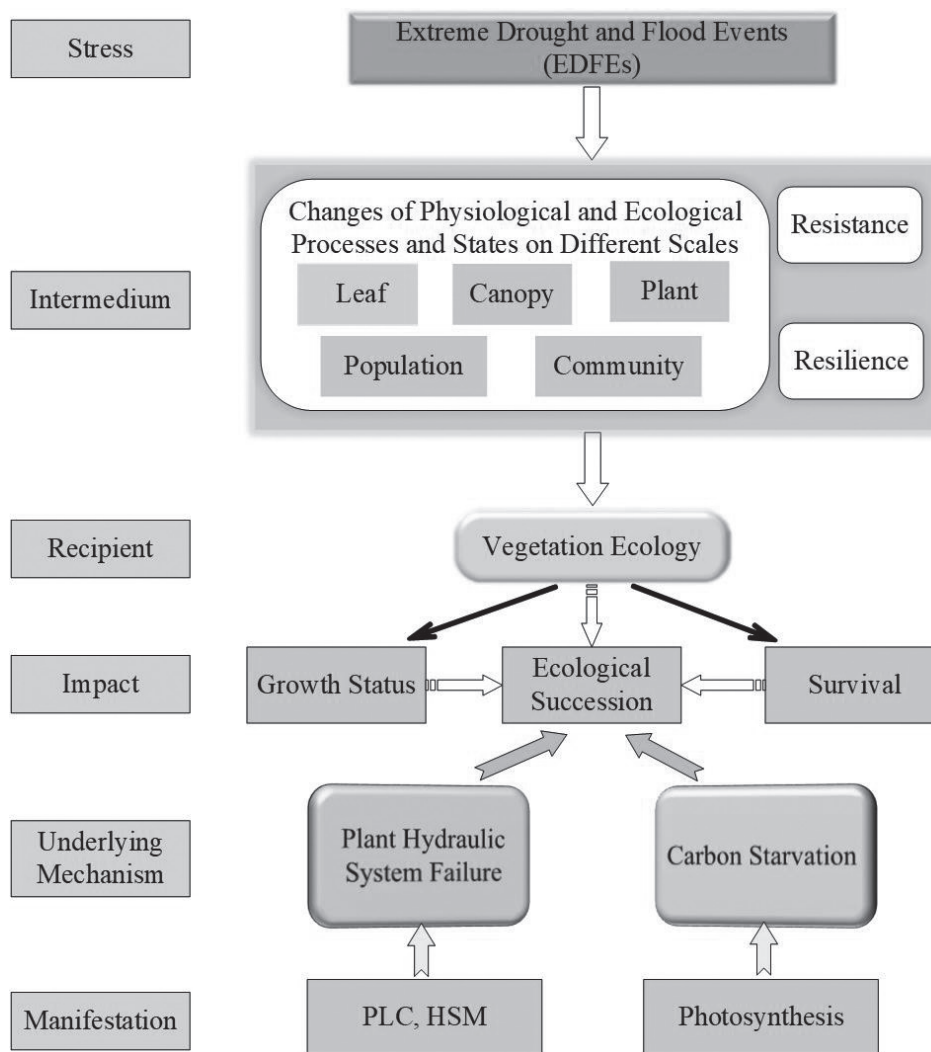 Stress
Extreme Drought and Flood Events
(EDFEs)
Intermedium
Changes of Physiological and Ecological
Processes and States on Different Scales
Leaf
Canopy
Plant
Population
Community
Resistance
Resilience
Recipient
Vegetation Ecology
Impact
Growth Status
Ecological
Succession
Survival
Underlying
Mechanism
Plant Hydraulic
System Failure
Carbon Starvation
Manifestation
PLC, HSM
Photosynthesis